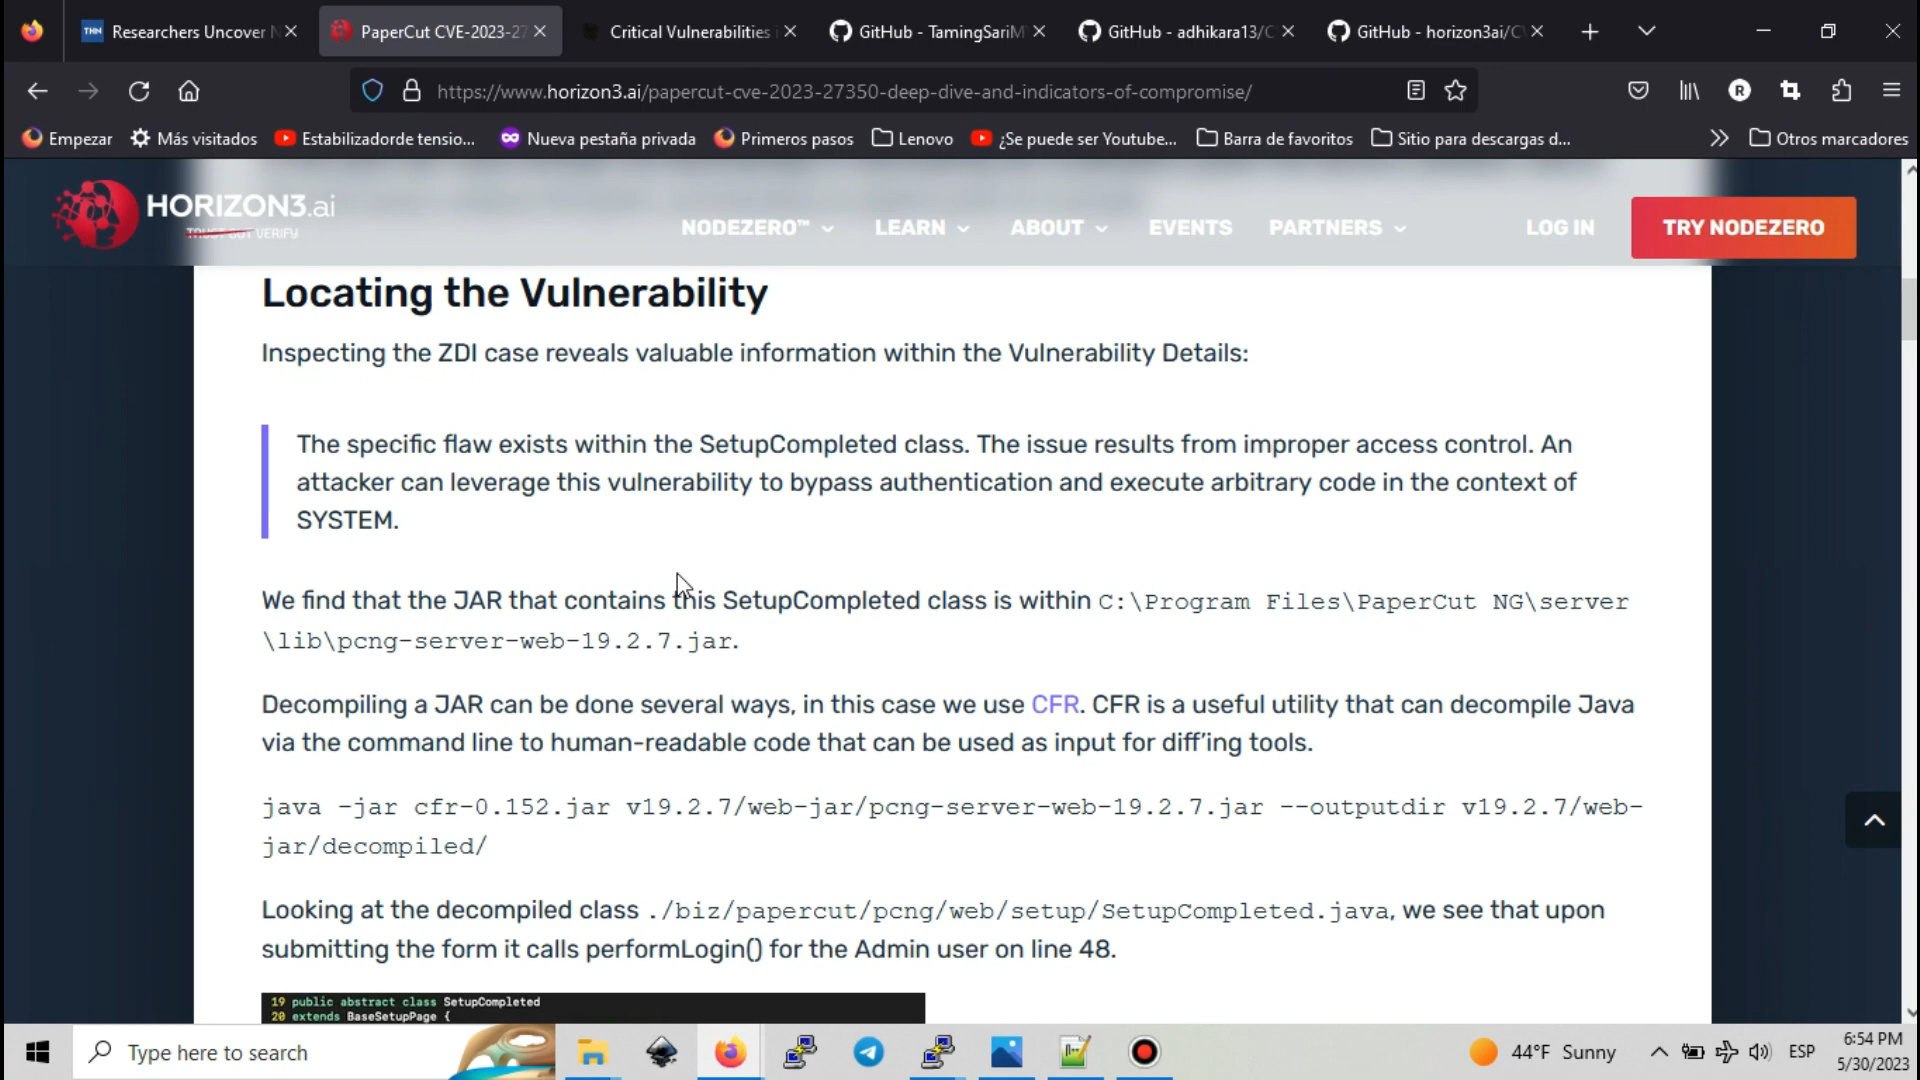 Researchers Uncover N
PaperCut CVE-2023-27
Critical Vulnerabilities i
GitHub - TamingSariM
GitHub - adhikara13/C
GitHub - horizon3ai/CV
https://www.horizon3.ai/papercut-cve-2023-27350-deep-dive-and-indicators-of-compromise/
Empezar
Más visitados
Estabilizadorde tensio...
Nueva pestaña privada
Primeros pasos
Lenovo
¿Se puede ser Youtube...
Barra de favoritos
Sitio para descargas d...
Otros marcadores
HORIZON3.ai
TRUST BUT VERIFY
NODEZERO™
LEARN
ABOUT
EVENTS
PARTNERS
LOG IN
TRY NODEZERO
Locating the Vulnerability
Inspecting the ZDI case reveals valuable information within the Vulnerability Details:
The specific flaw exists within the SetupCompleted class. The issue results from improper access control. An
attacker can leverage this vulnerability to bypass authentication and execute arbitrary code in the context of
SYSTEM.
We find that the JAR that contains this SetupCompleted class is within C:\Program Files\PaperCut NG\server
\lib\pcng-server-web-19.2.7.jar.
Decompiling a JAR can be done several ways, in this case we use CFR. CFR is a useful utility that can decompile Java
via the command line to human-readable code that can be used as input for diff’ing tools.
java -jar cfr-0.152.jar v19.2.7/web-jar/pcng-server-web-19.2.7.jar --outputdir v19.2.7/web-
jar/decompiled/
Looking at the decompiled class ./biz/papercut/pcng/web/setup/SetupCompleted.java, we see that upon
submitting the form it calls performLogin() for the Admin user on line 48.
19 public abstract class SetupCompleted
20 extends BaseSetupPage {
Type here to search
44°F Sunny
ESP
6:54 PM
5/30/2023